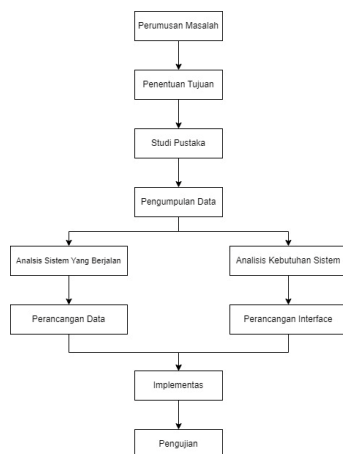 Perumusan Masalah
Penentuan Tujuan
Studi Pustaka
Pengumpulan Data
Analsis Sistem Yang Berjalan
Analisis Kebutuhan Sistem
Perancangan Data
Perancangan Interface
Implementas
Pengujian